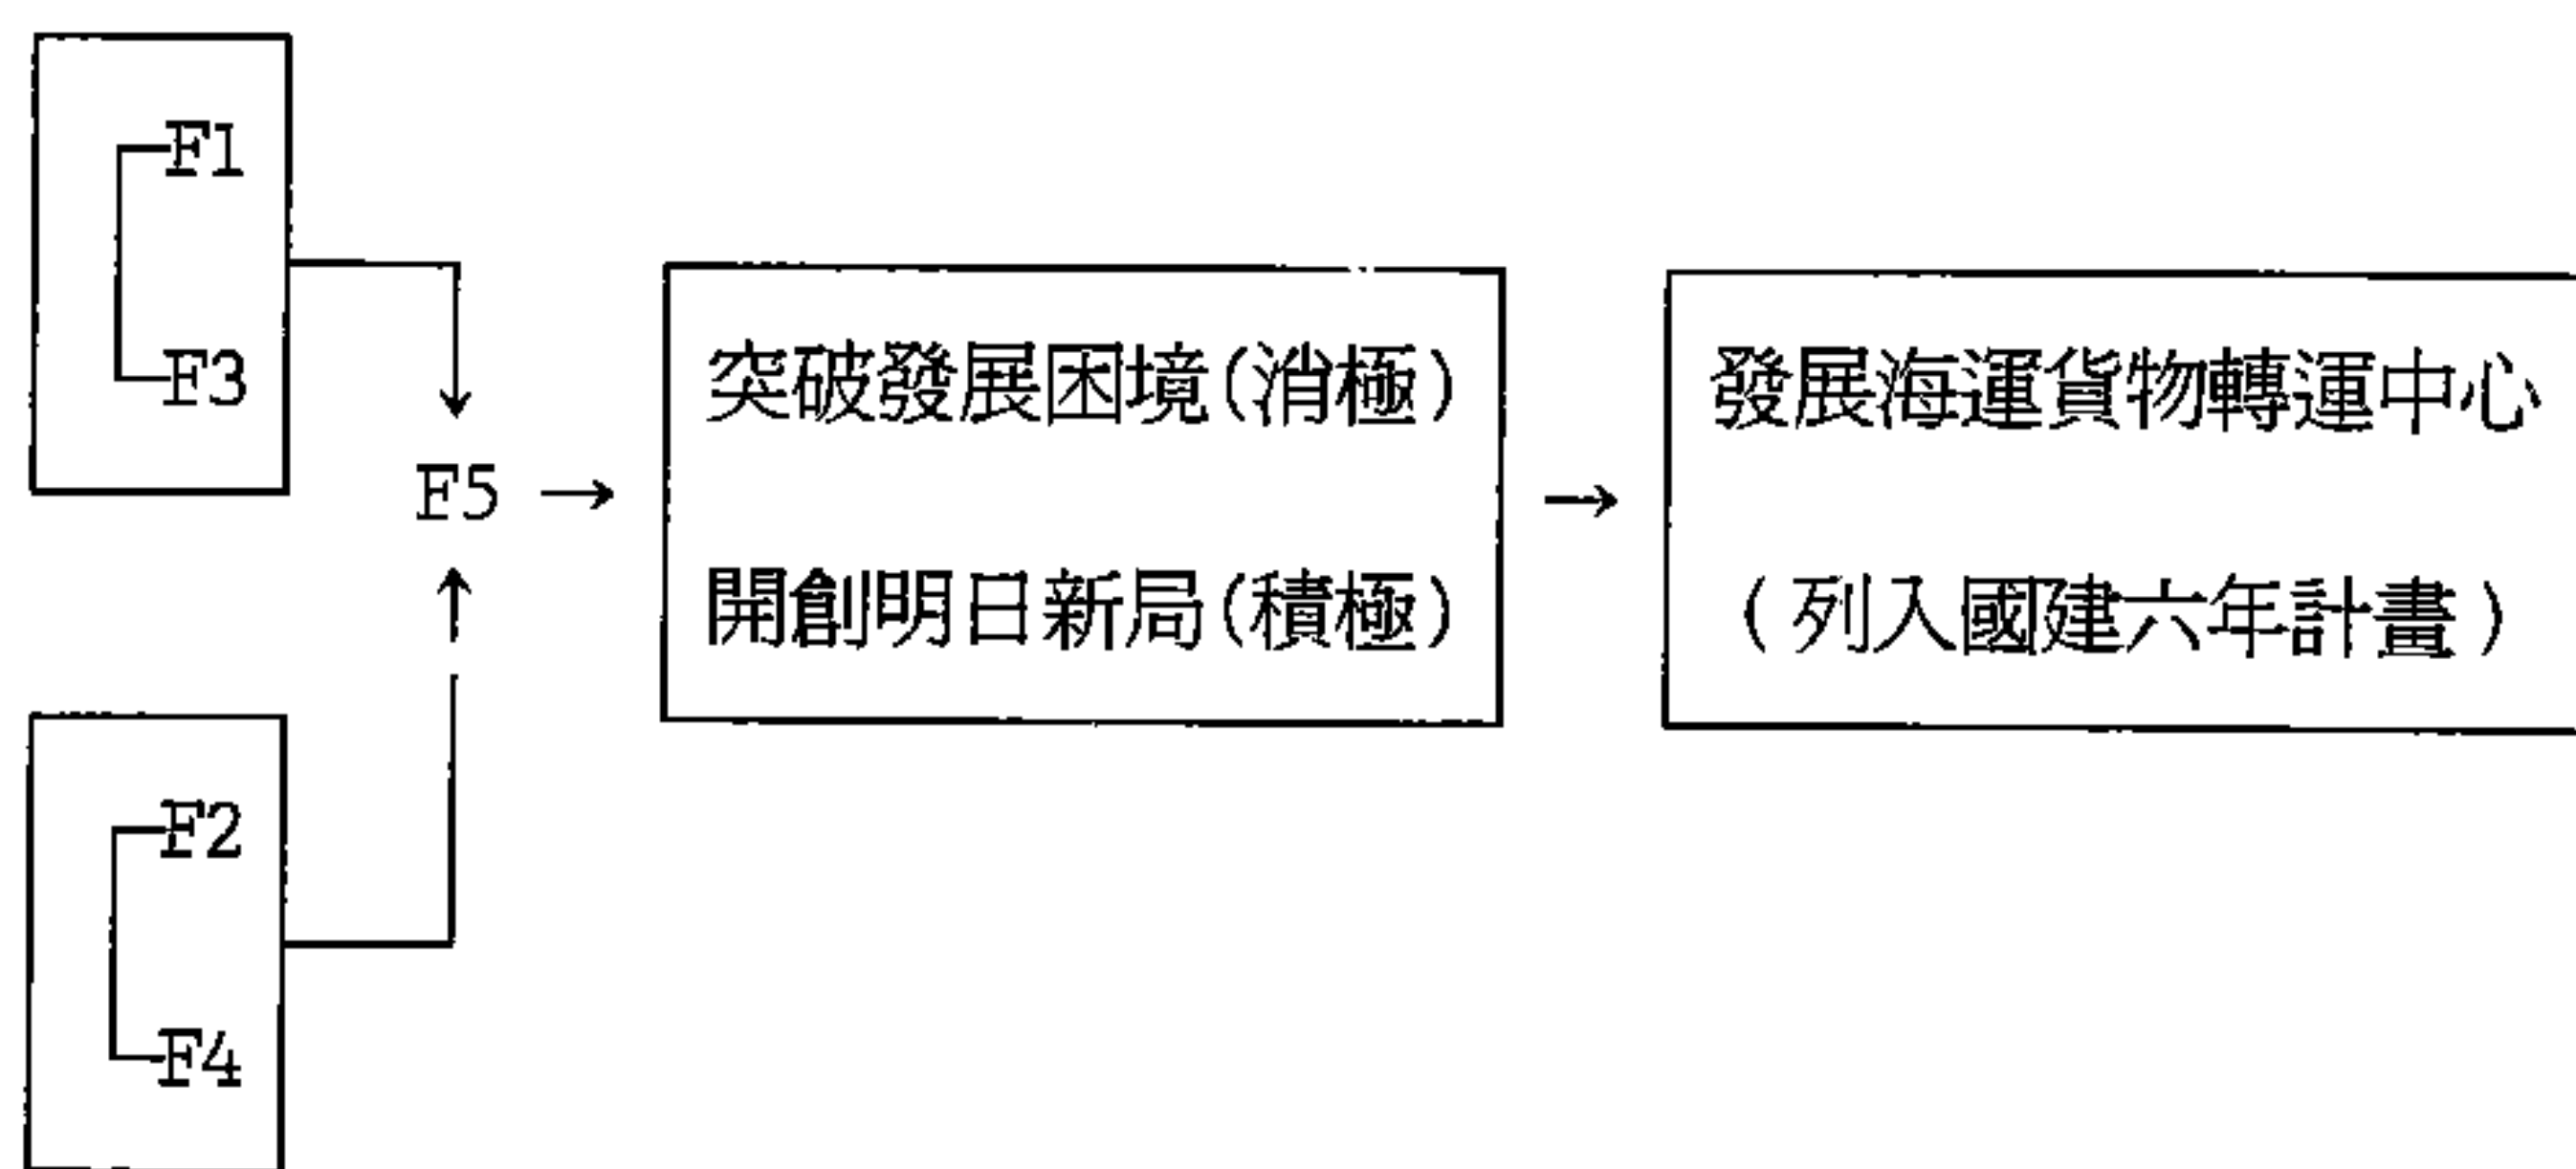 F1
F3
F5 →
突破發展困境(消極)
開創明日新局(積極)
→
發展海運貨物轉運中心
(列入國建六年計畫)
F2
F4